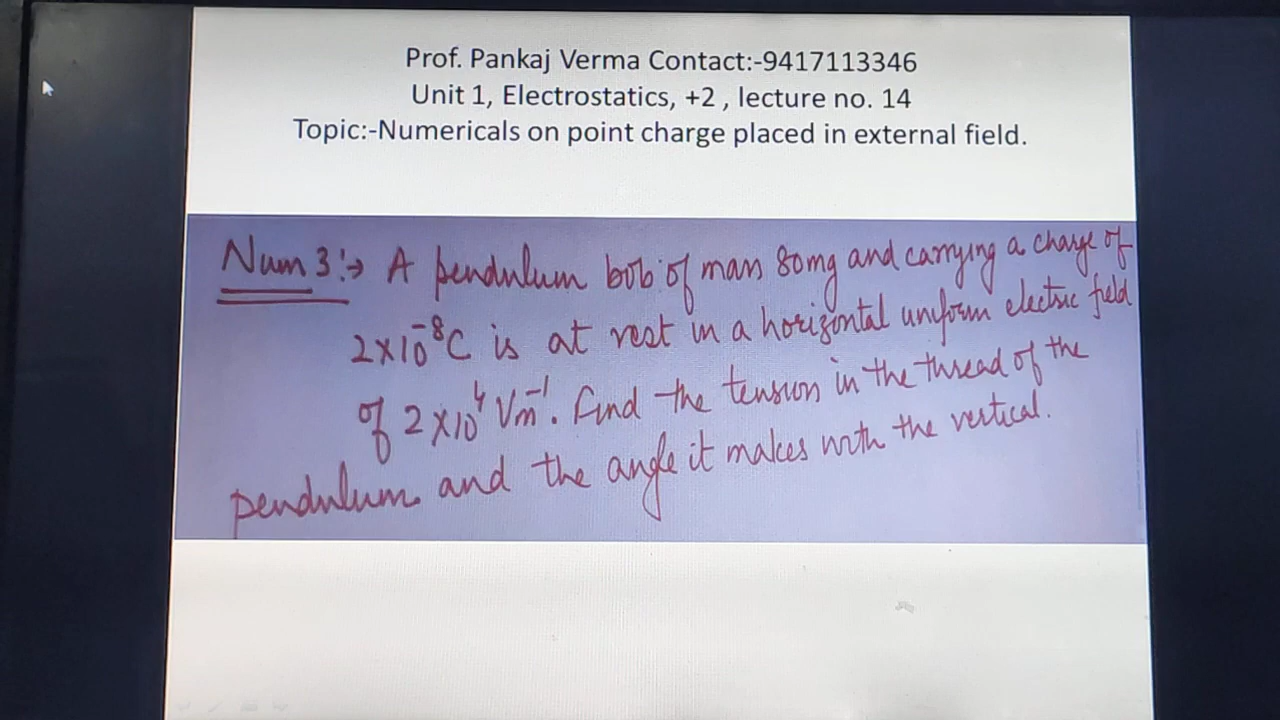 Prof. Pankaj Verma Contact:-9417113346
Unit 1, Electrostatics, +2 , lecture no. 14
Topic:-Numericals on point charge placed in external field.
Num 3:→ A pendulum bob of mass 80mg and carrying a charge of
2×10⁻⁸C is at rest in a horizontal uniform electric field
of 2×10⁴ Vm⁻¹. Find the tension in the thread of the
pendulum and the angle it makes with the vertical.